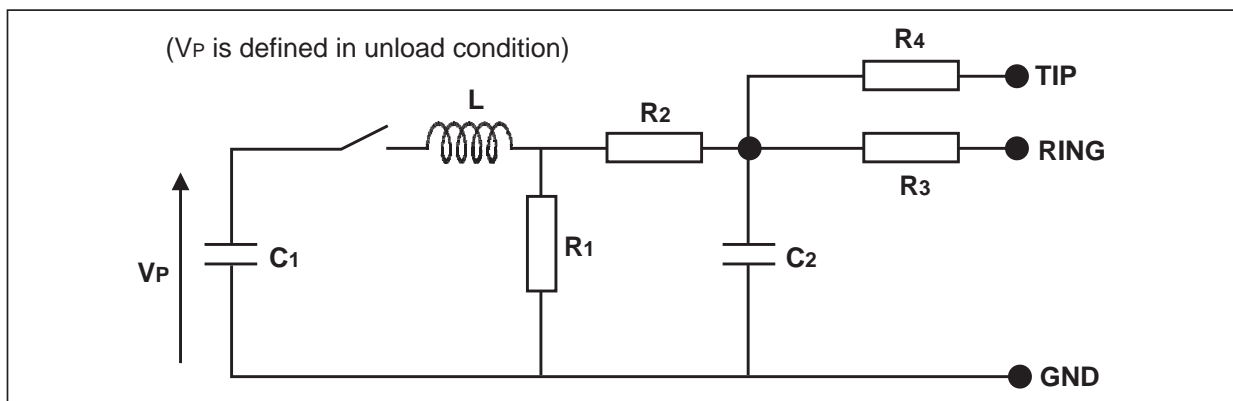 (VP is defined in unload condition)
R4
TIP
L
R2
RING
R3
VP
C1
R1
C2
GND